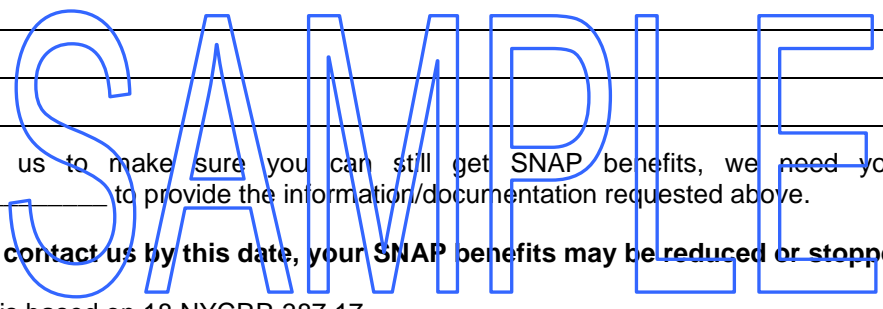 SAMPLE
us to make sure you can still get SNAP benefits, we need yo
________ to provide the information/documentation requested above.
contact us by this date, your SNAP benefits may be reduced or stoppe
is based on 18 NYCRR 387.17